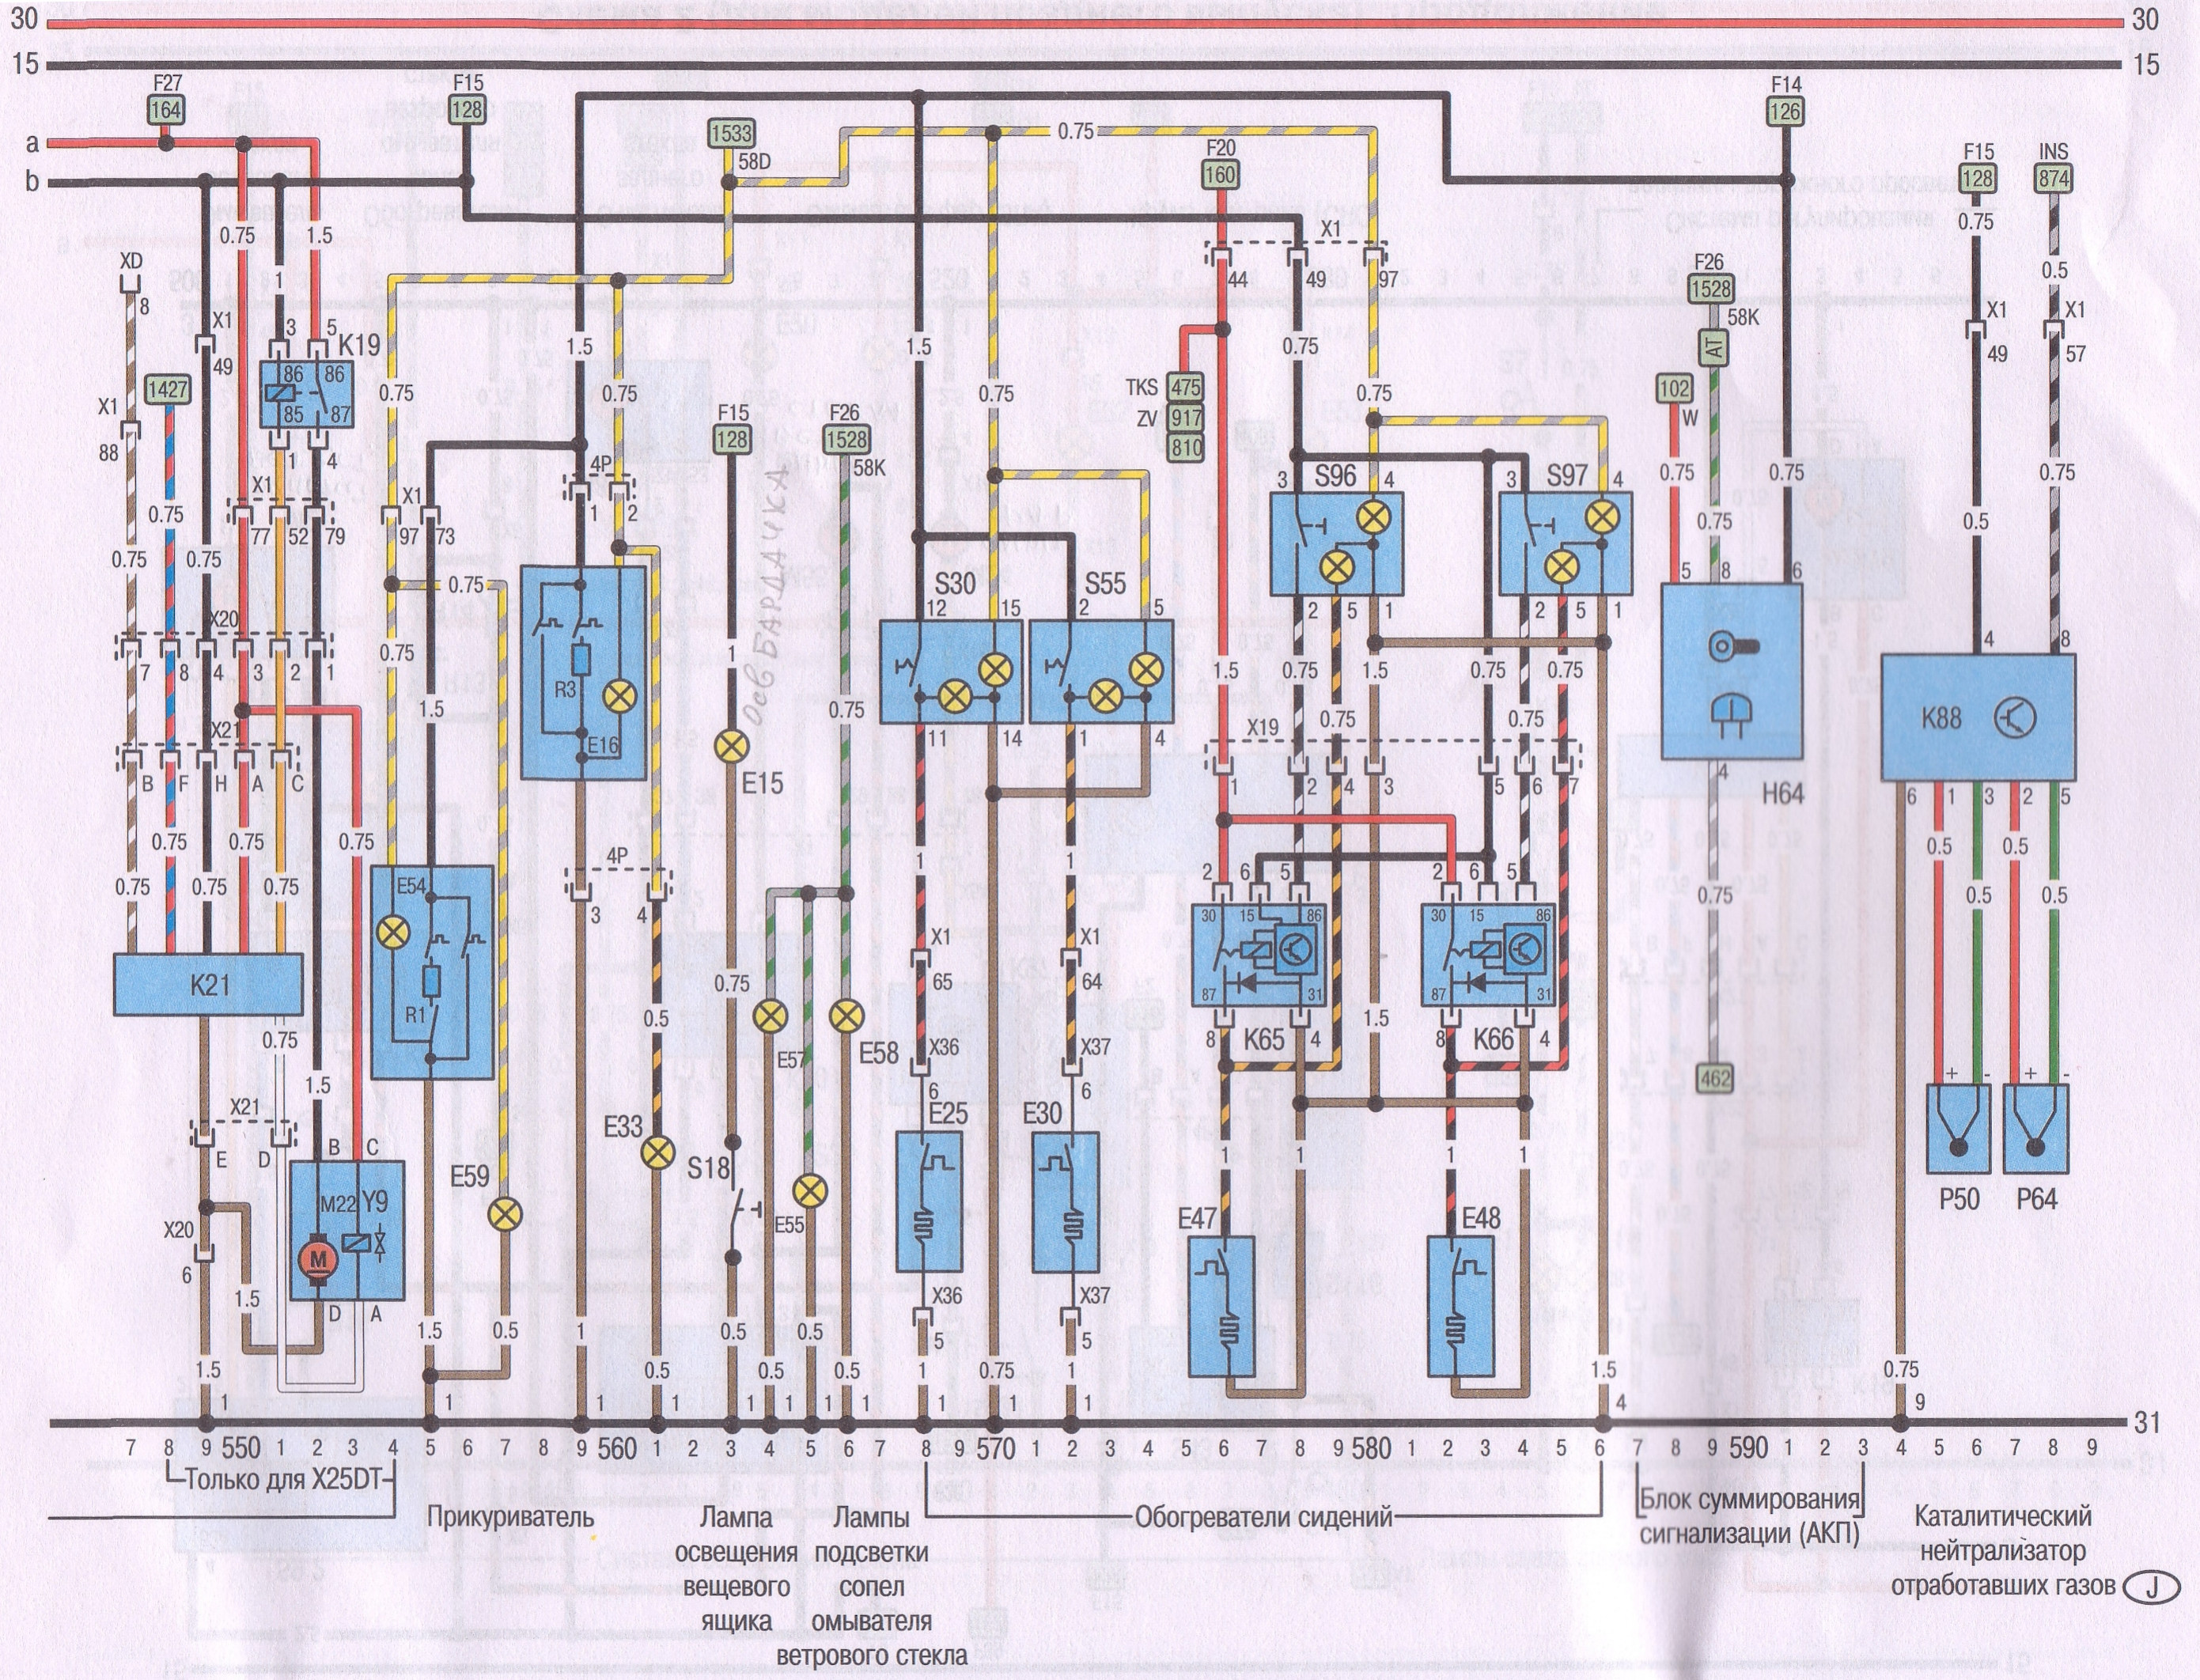 30 30
15 15
F27 F15 F14
164 128 126
a
1533 0.75
58D
F20 F15 INS
160 128 874
b
0.75 1.5 X1 0.75
XD 1 44 49 97 F26 0.5
8 1528
X1 3 5 K19 58K X1 X1
49 1.5 1.5 0.75 AT 49 57
86 86
85 87
1427 0.75 0.75 0.75 TKS 475 0.75 102
ZV 917 W
810
X1 F15 F26
88 128 1528
1 4 4P 58K
X1 X1 1 2 3 S96 4 3 S97 4 0.75 0.75 0.75
0.75 77 52 79 97 73 0.75 0.5
0.75 0.75 0.75 S30 S55 5 8 6
X20 12 15 2 5 2 5 1 2 5 1
7 8 4 3 2 1 0.75 1 4 8
R3 1.5 0.75 1.5 0.75 0.75
1.5 Осв БАРДАЧКА 0.75 0.75 0.75 K88
X21 E16 11 14 1 4 X19
B F H A C E15 1 2 4 3 5 6 7 4 H64 6 1 3 2 5
0.75 0.75 0.75 0.5 0.5
0.75 0.75 0.75 4P 1 1 2 6 5 2 6 5
E54 3 4 30 15 86 30 15 86 0.75 0.5 0.5
K21 X1 X1
65 64
0.75 87 31 87 31
R1 0.5 1.5
0.75 E57 E58 X36 X37 8 K65 4 8 K66 4
1.5 6 6 462 + - + -
X21 E33 E25 E30
E D B C S18 1 1 1 1
M22 Y9 E59 E55 P50 P64
X20 E47 E48
6 M
1.5 D A X36 X37
1.5 0.5 1 0.5 0.5 5 5
1.5 0.5 0.5 0.5 1 0.75 1 1.5 0.75
1 1 1 1 1 1 1 1 1 1 1 4 9
31
7 8 9 550 1 2 3 4 5 6 7 8 9 560 1 2 3 4 5 6 7 8 9 570 1 2 3 4 5 6 7 8 9 580 1 2 3 4 5 6 7 8 9 590 1 2 3 4 5 6 7 8 9
Только для X25DT
Прикуриватель
Лампа
освещения
вещевого
ящика
Лампы
подсветки
сопел
омывателя
ветрового стекла
Обогреватели сидений
Блок суммирования
сигнализации (АКП)
Каталитический
нейтрализатор
отработавших газов
J